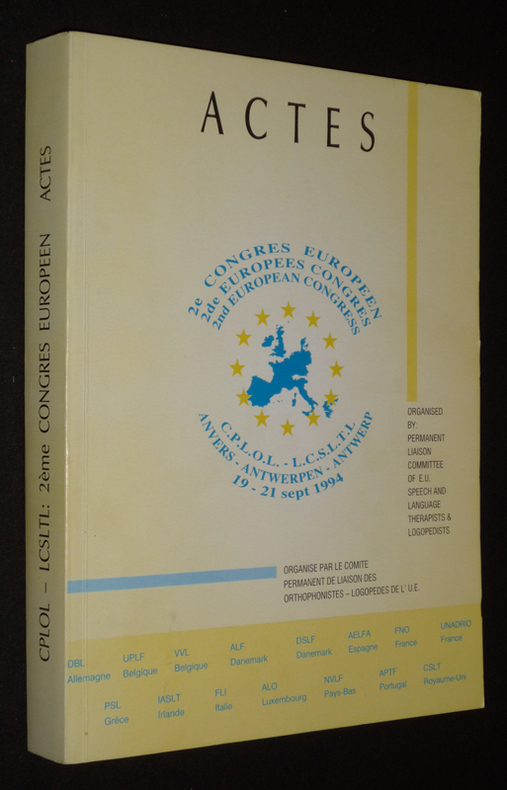 CPLOL – LCSLTL: 2ème CONGRES EUROPEEN ACTES
ACTES
2e CONGRES EUROPEEN
2de EUROPEES CONGRES
2nd EUROPEAN CONGRESS
C.P.L.O.L. - L.C.S.L.T.L
ANVERS - ANTWERPEN - ANTWERP
19 - 21 sept 1994
ORGANISED
BY:
PERMANENT
LIAISON
COMMITTEE
OF E.U.
SPEECH AND
LANGUAGE
THERAPISTS &
LOGOPEDISTS
ORGANISE PAR LE COMITE
PERMANENT DE LIAISON DES
ORTHOPHONISTES – LOGOPEDES DE L' U.E.
DBL UPLF VVL ALF DSLF AELFA FNO UNADRIO
Allemagne Belgique Belgique Danemark Danemark Espagne France France
PSL IASLT FLI ALO NVLF APTF CSLT
Grèce Irlande Italie Luxembourg Pays-Bas Portugal Royaume-Uni